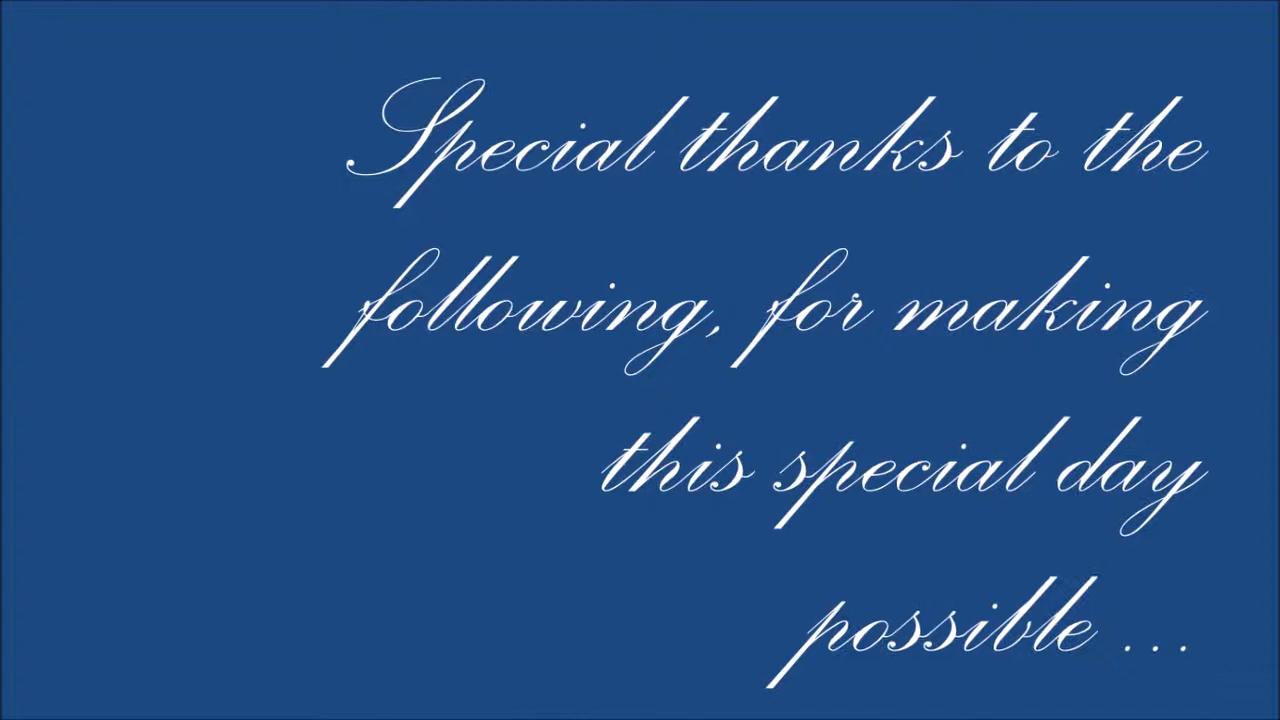 Special thanks to the
following, for making
this special day
possible ...